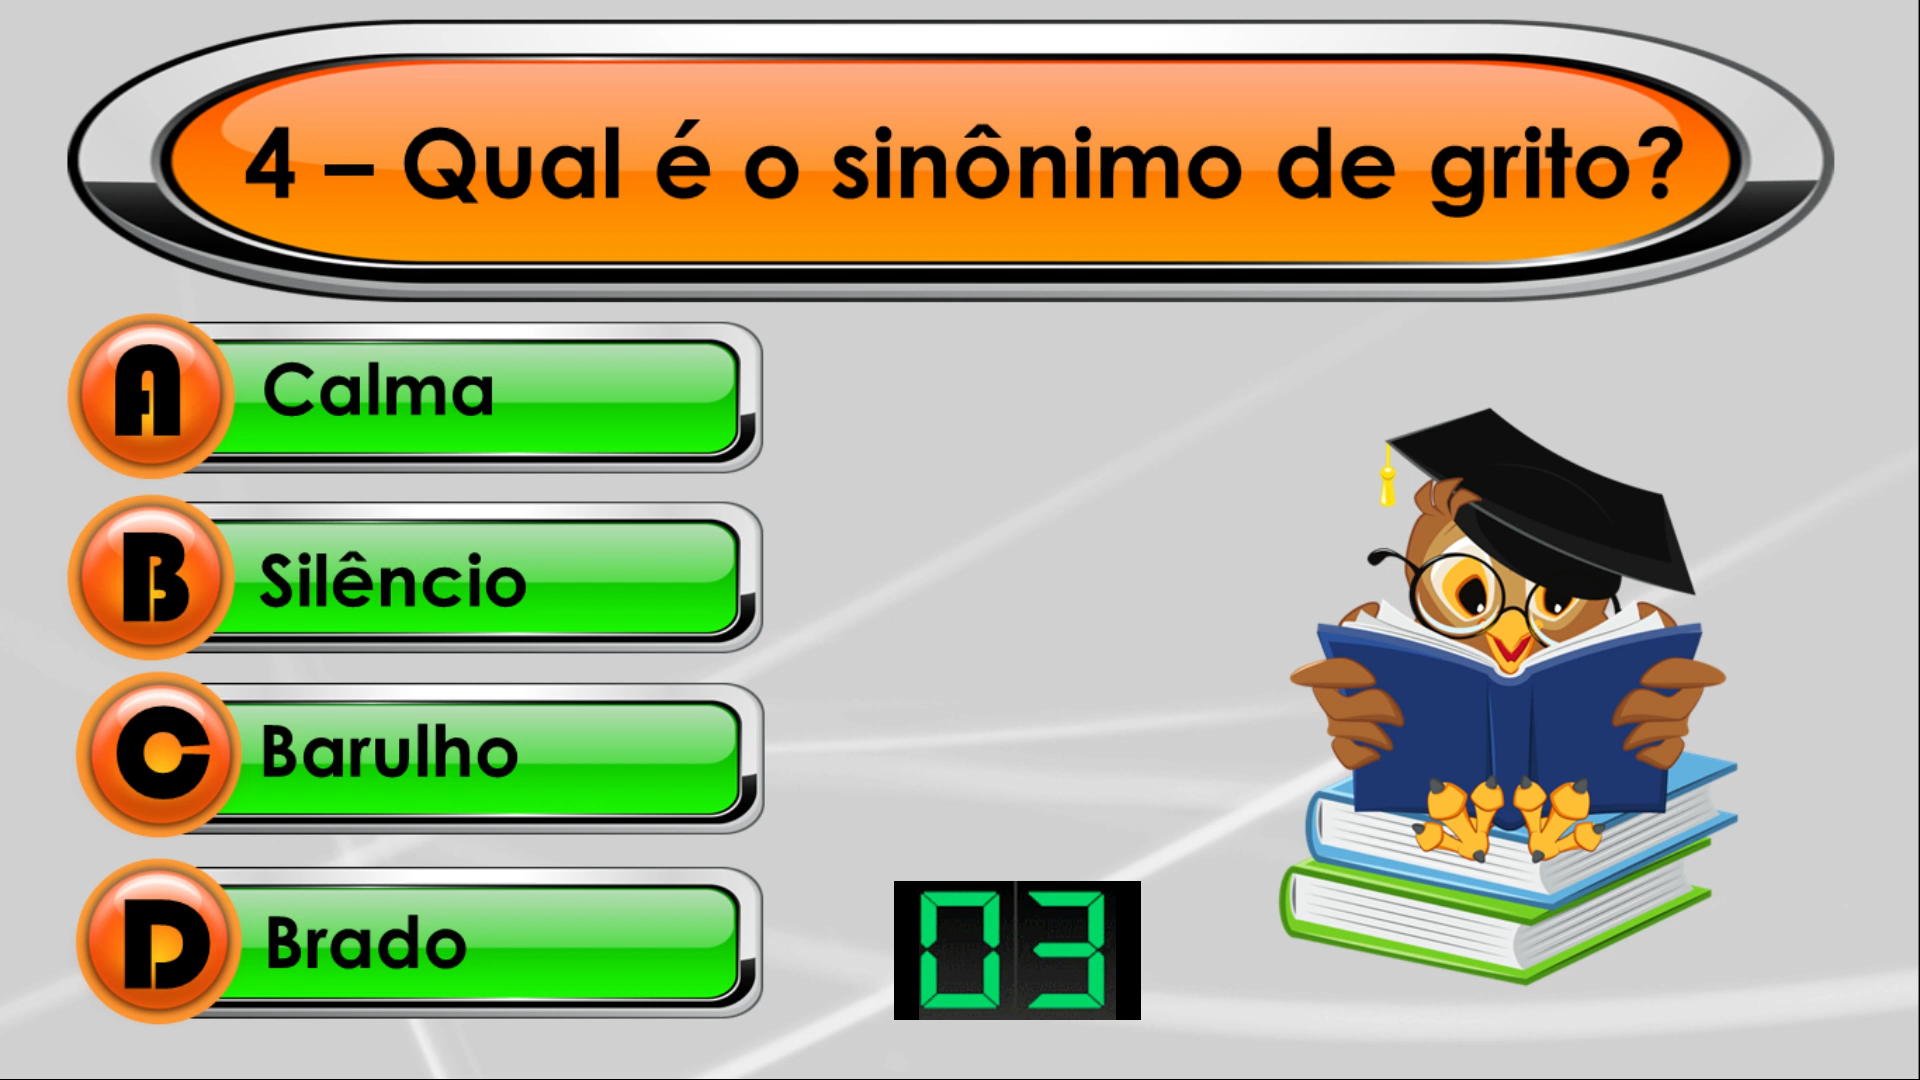 4 – Qual é o sinônimo de grito?
A Calma
B Silêncio
C Barulho
D Brado
03